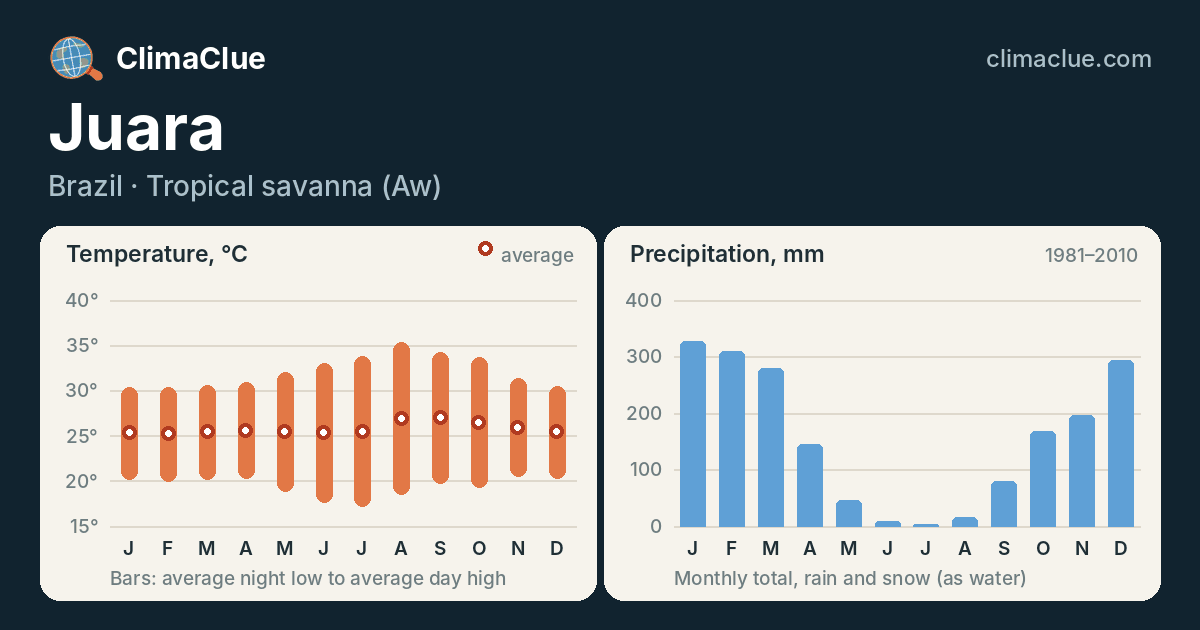 ClimaClue
climaclue.com
Juara
Brazil · Tropical savanna (Aw)
Temperature, °C
average
40°
35°
30°
25°
20°
15°
J F M A M J J A S O N D
Bars: average night low to average day high
Precipitation, mm
1981–2010
400
300
200
100
0
J F M A M J J A S O N D
Monthly total, rain and snow (as water)